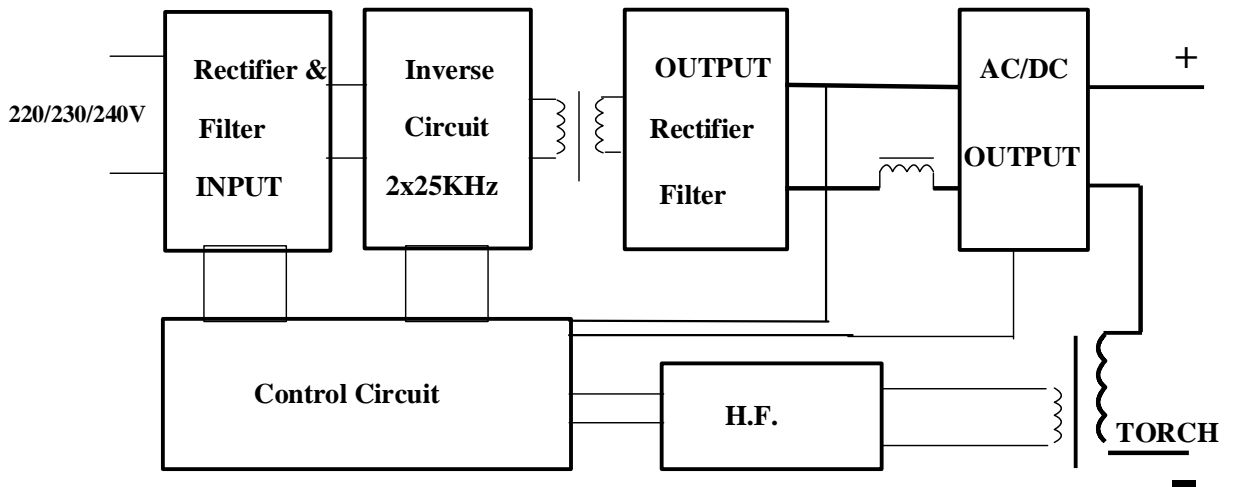 220/230/240V
Rectifier &
Filter
INPUT
Inverse
Circuit
2x25KHz
OUTPUT
Rectifier
Filter
AC/DC
OUTPUT
+
Control Circuit
H.F.
TORCH
-